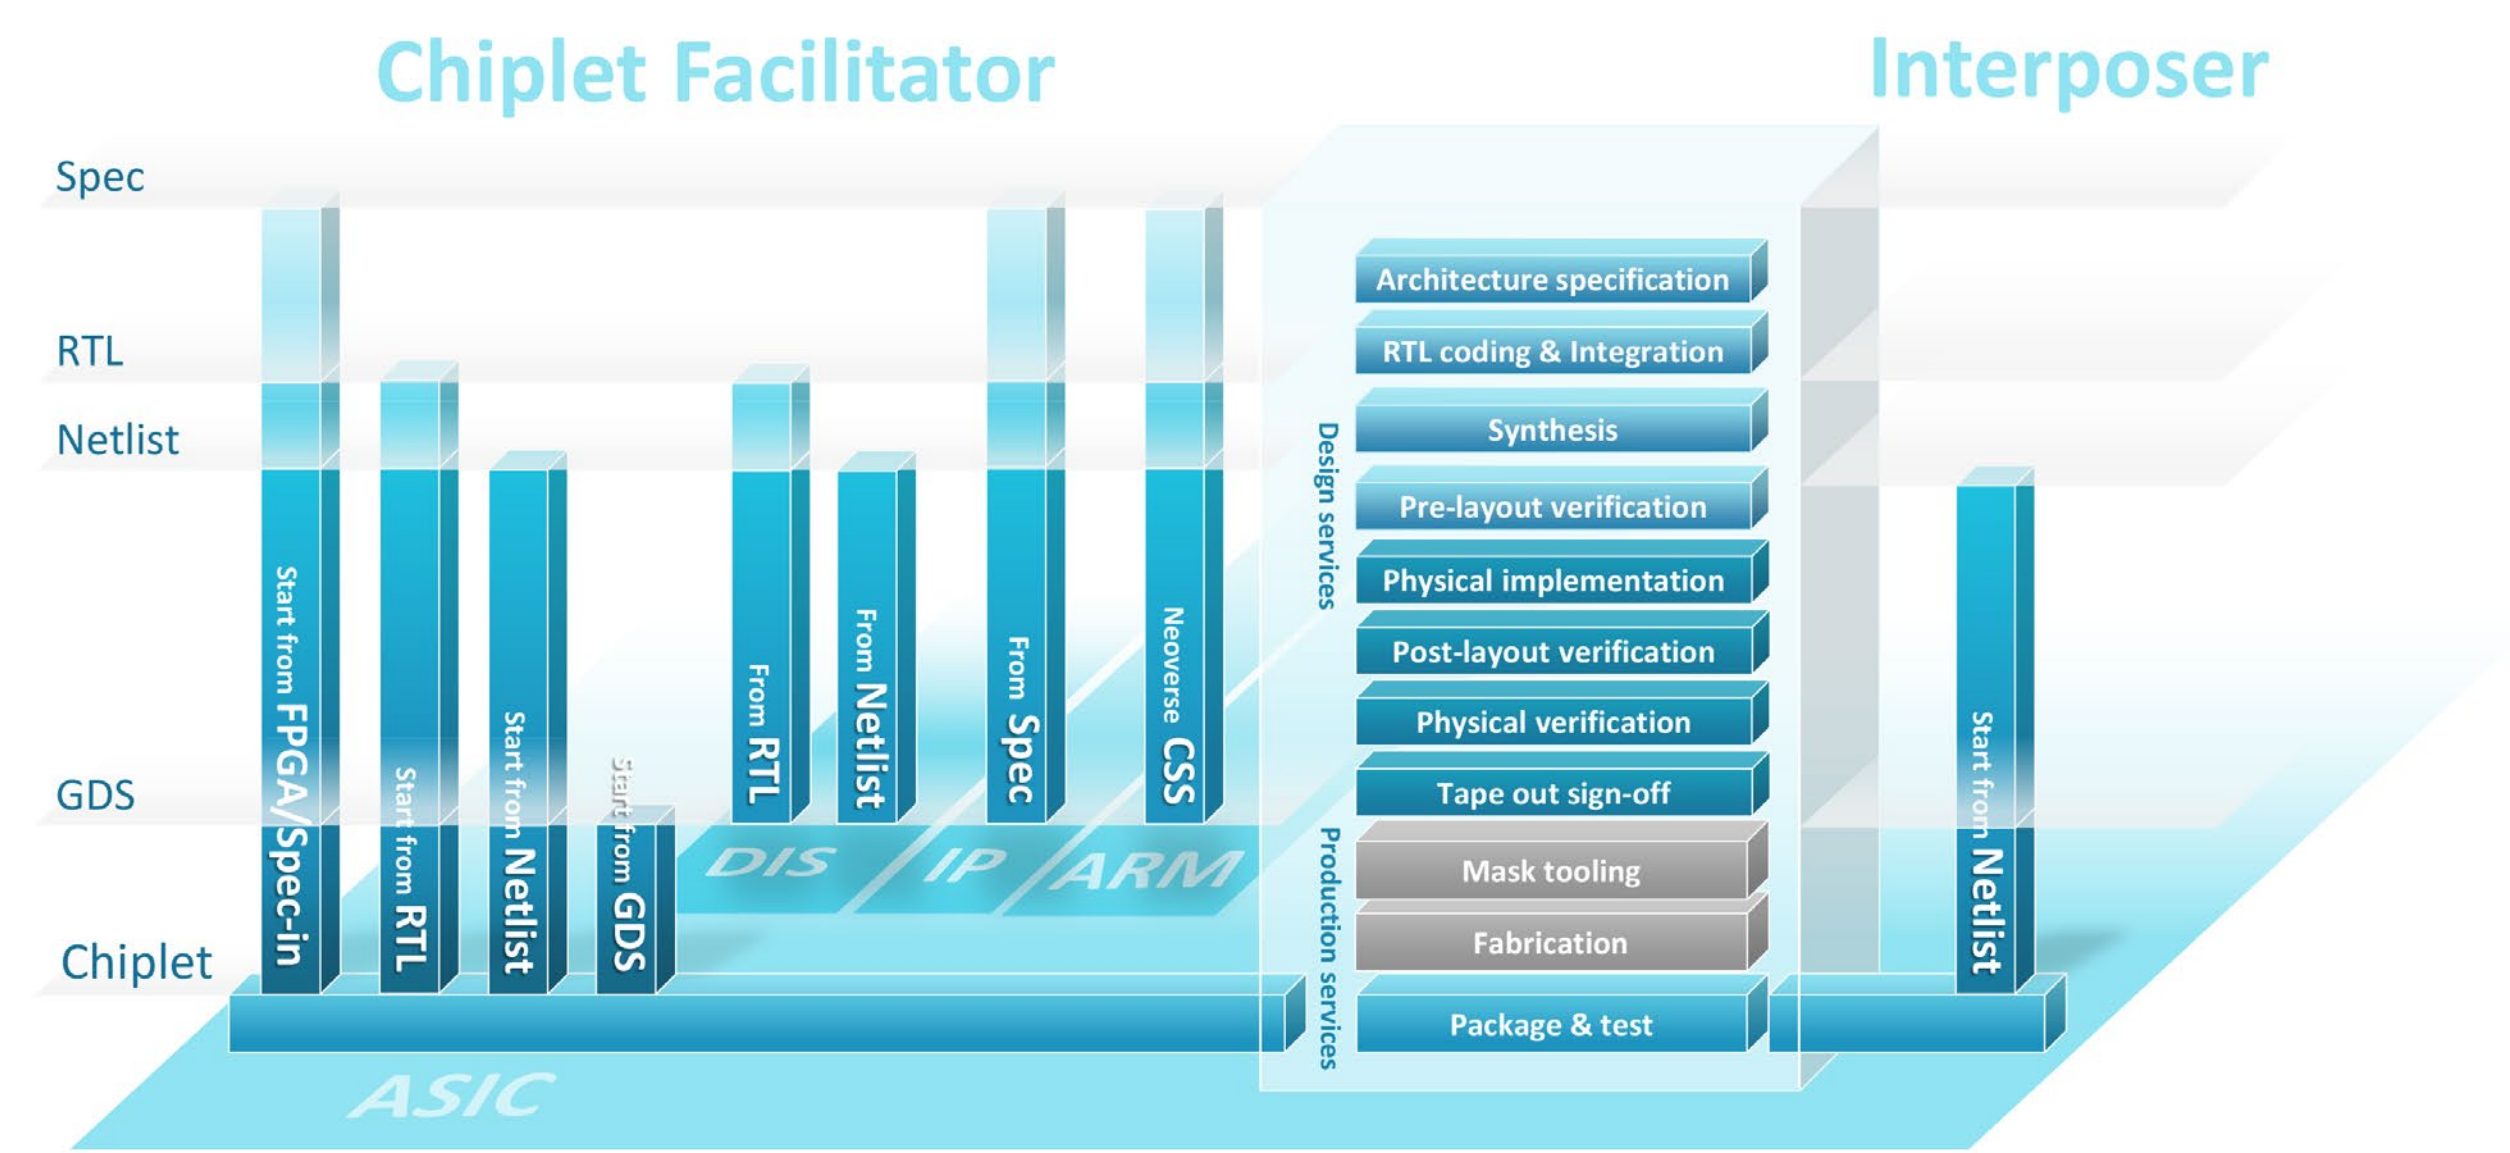 Chiplet Facilitator
Interposer
Spec
RTL
Netlist
GDS
Chiplet
Start from FPGA/Spec-in
Start from RTL
Start from Netlist
Start from GDS
From RTL
From Netlist
From Spec
Neoverse CSS
DIS
IP
ARM
ASIC
Design services
Architecture specification
RTL coding & Integration
Synthesis
Pre-layout verification
Physical implementation
Post-layout verification
Physical verification
Tape out sign-off
Production services
Mask tooling
Fabrication
Package & test
Start from Netlist